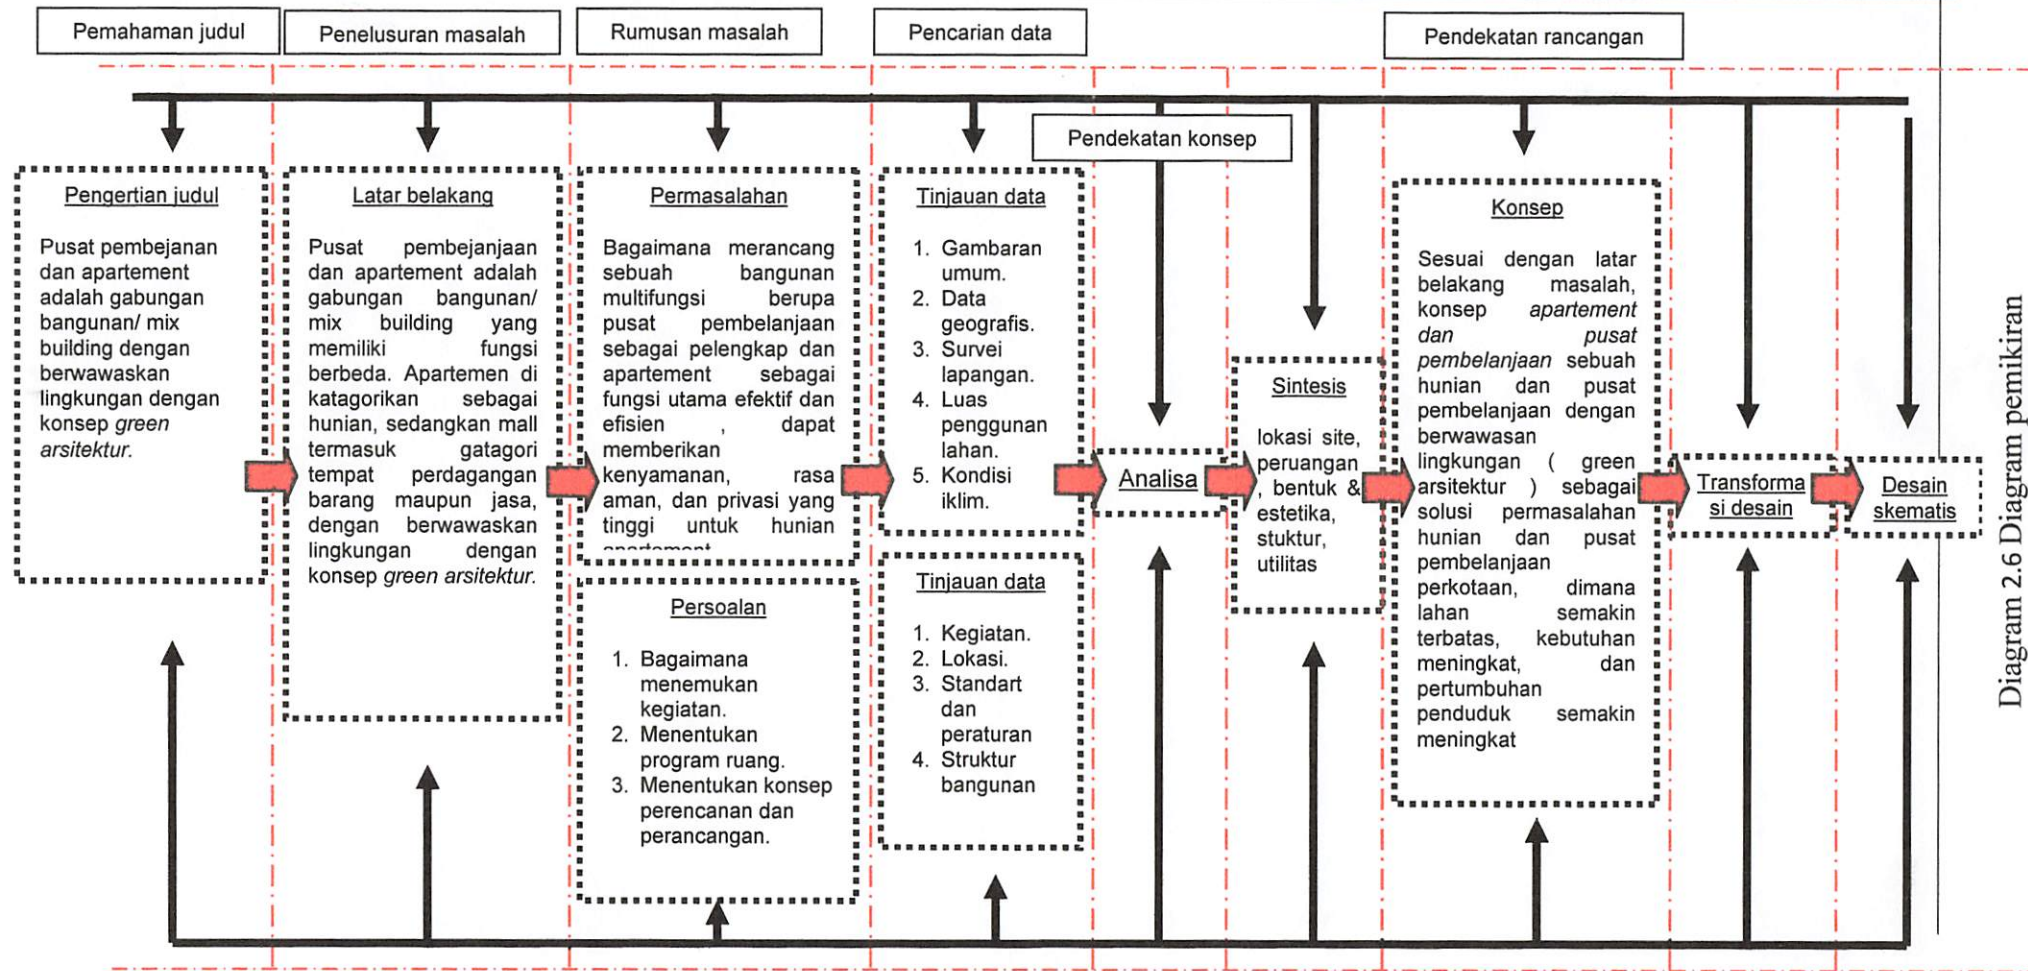 Pemahaman judul
Penelusuran masalah
Rumusan masalah
Pencarian data
Pendekatan rancangan
Pendekatan konsep
Pengertian judul
Pusat pembejanan
dan apartement
adalah gabungan
bangunan/ mix
building dengan
berwawaskan
lingkungan dengan
konsep green
arsitektur.
Latar belakang
Pusat pembejanjaan
dan apartement adalah
gabungan bangunan/
mix building yang
memiliki fungsi
berbeda. Apartemen di
katagorikan sebagai
hunian, sedangkan mall
termasuk gatagori
tempat perdagangan
barang maupun jasa,
dengan berwawaskan
lingkungan dengan
konsep green arsitektur.
Permasalahan
Bagaimana merancang
sebuah bangunan
multifungsi berupa
pusat pembelanjaan
sebagai pelengkap dan
apartement sebagai
fungsi utama efektif dan
efisien , dapat
memberikan
kenyamanan, rasa
aman, dan privasi yang
tinggi untuk hunian
Persoalan
1. Bagaimana
menemukan
kegiatan.
2. Menentukan
program ruang.
3. Menentukan konsep
perencanan dan
perancangan.
Tinjauan data
1. Gambaran
umum.
2. Data
geografis.
3. Survei
lapangan.
4. Luas
penggunan
lahan.
5. Kondisi
iklim.
Tinjauan data
1. Kegiatan.
2. Lokasi.
3. Standart
dan
peraturan
4. Struktur
bangunan
Analisa
Sintesis
lokasi site,
peruangan
, bentuk &
estetika,
stuktur,
utilitas
Konsep
Sesuai dengan latar
belakang masalah,
konsep apartement
dan pusat
pembelanjaan sebuah
hunian dan pusat
pembelanjaan dengan
berwawasan
lingkungan ( green
arsitektur ) sebagai
solusi permasalahan
hunian dan pusat
pembelanjaan
perkotaan, dimana
lahan semakin
terbatas, kebutuhan
meningkat, dan
pertumbuhan
penduduk semakin
meningkat
Transforma
si desain
Desain
skematis
Diagram 2.6 Diagram pemikiran